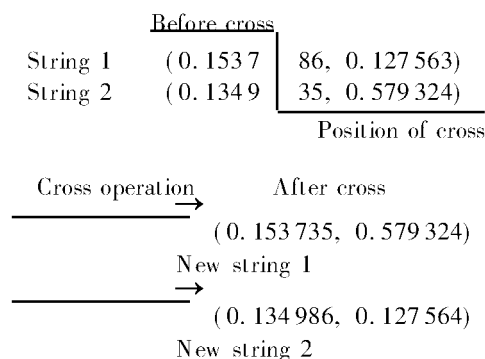 Before cross
String 1 (0.1537 86, 0.127563)
String 2 (0.1349 35, 0.579324)
Position of cross
Cross operation After cross
(0.153735, 0.579324)
New string 1
(0.134986, 0.127564)
New string 2